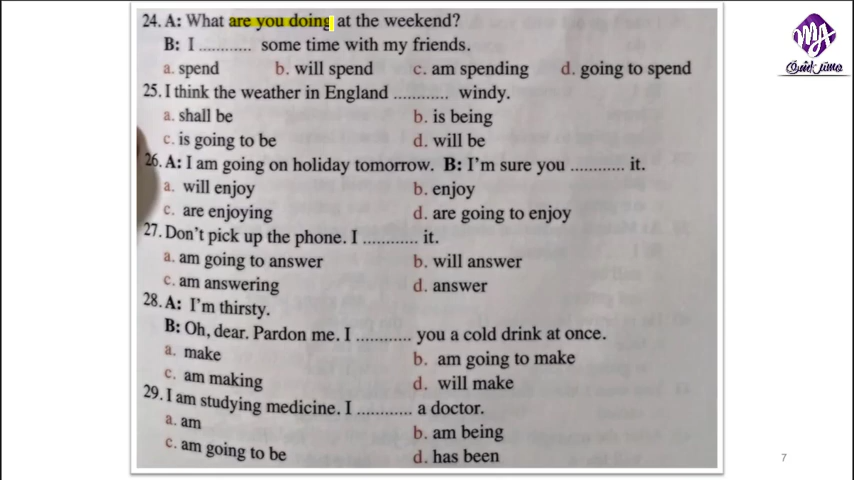 24. A: What are you doing at the weekend?
B: I ............ some time with my friends.
a. spend b. will spend c. am spending d. going to spend
25. I think the weather in England ............ windy.
a. shall be b. is being
c. is going to be d. will be
26. A: I am going on holiday tomorrow. B: I'm sure you ............ it.
a. will enjoy b. enjoy
c. are enjoying d. are going to enjoy
27. Don't pick up the phone. I ............ it.
a. am going to answer b. will answer
c. am answering d. answer
28. A: I'm thirsty.
B: Oh, dear. Pardon me. I ............ you a cold drink at once.
a. make b. am going to make
c. am making d. will make
29. I am studying medicine. I ............ a doctor.
a. am b. am being
c. am going to be d. has been
MA
7